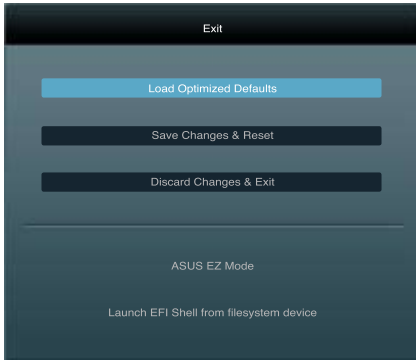 Exit
Load Optimized Defaults
Save Changes & Reset
Discard Changes & Exit
ASUS EZ Mode
Launch EFI Shell from filesystem device